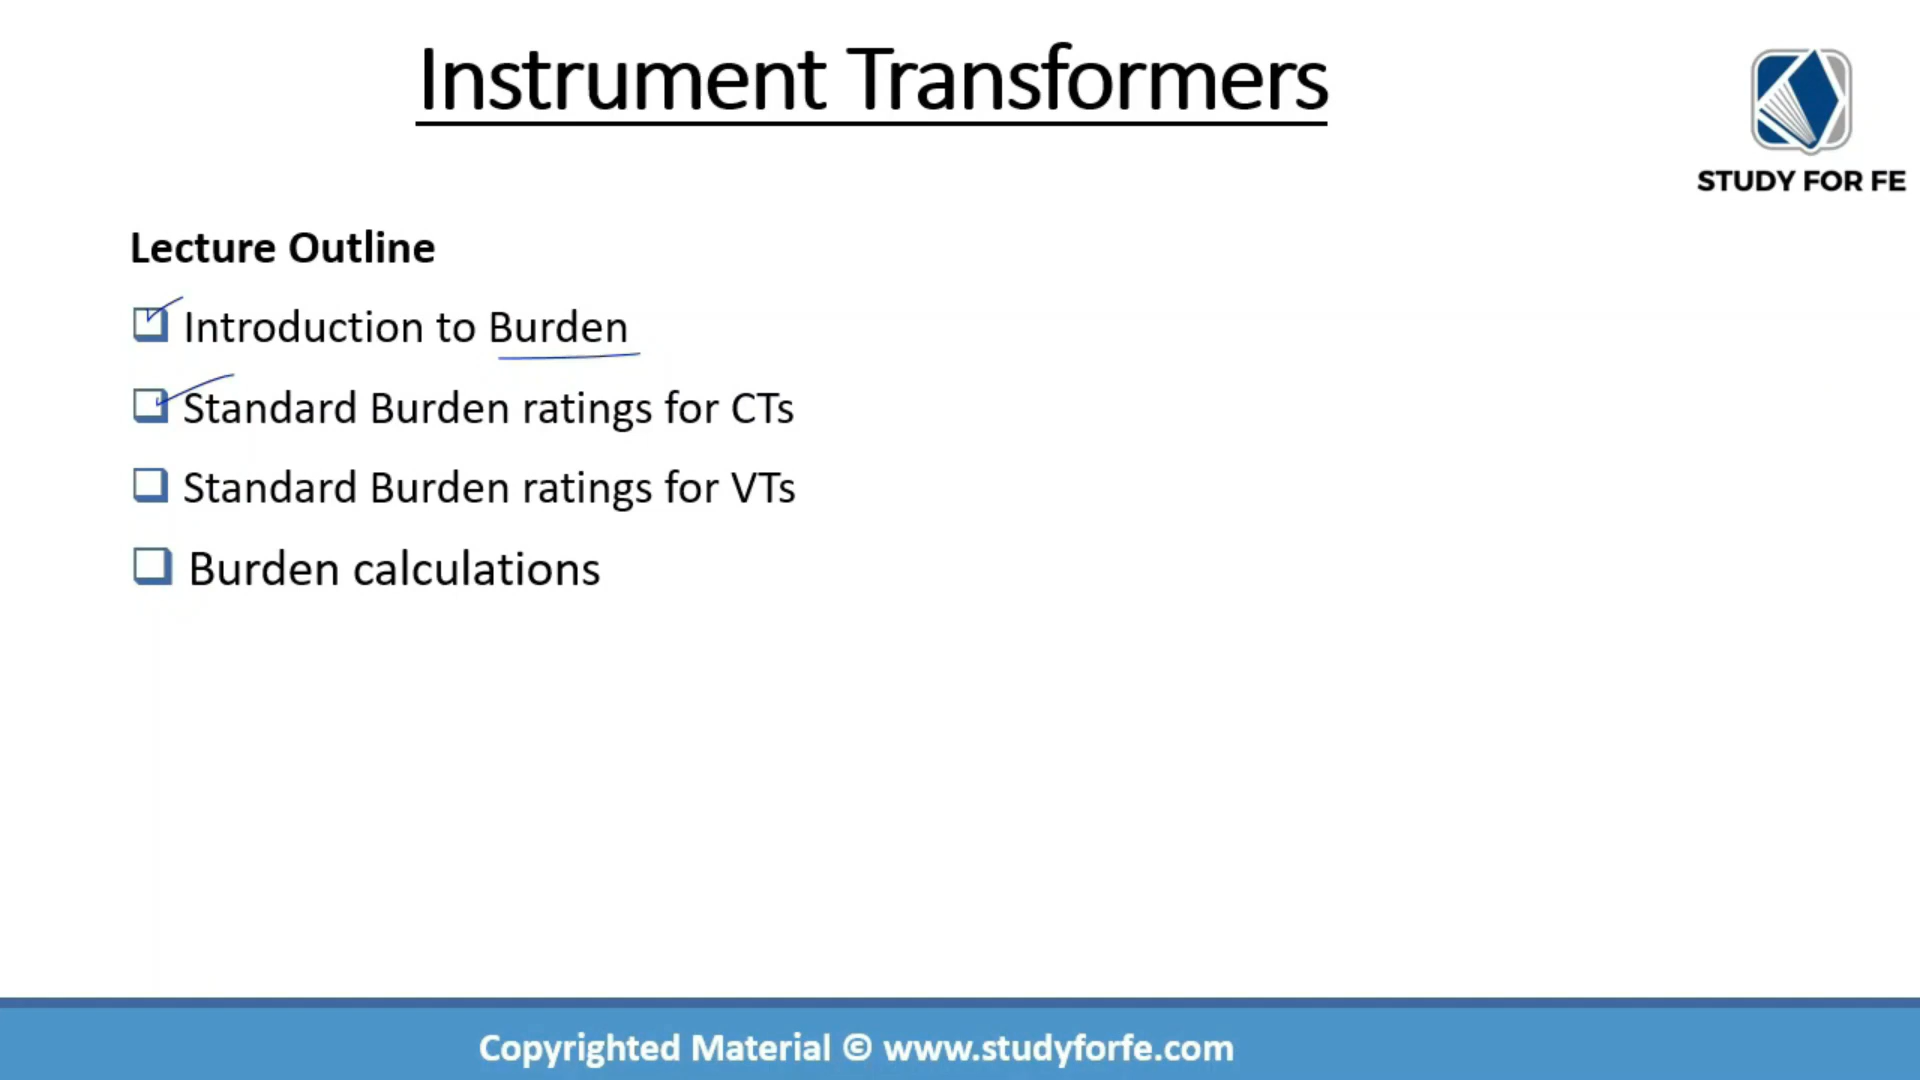 Instrument Transformers
STUDY FOR FE
Lecture Outline
Introduction to Burden
Standard Burden ratings for CTs
Standard Burden ratings for VTs
Burden calculations
Copyrighted Material © www.studyforfe.com